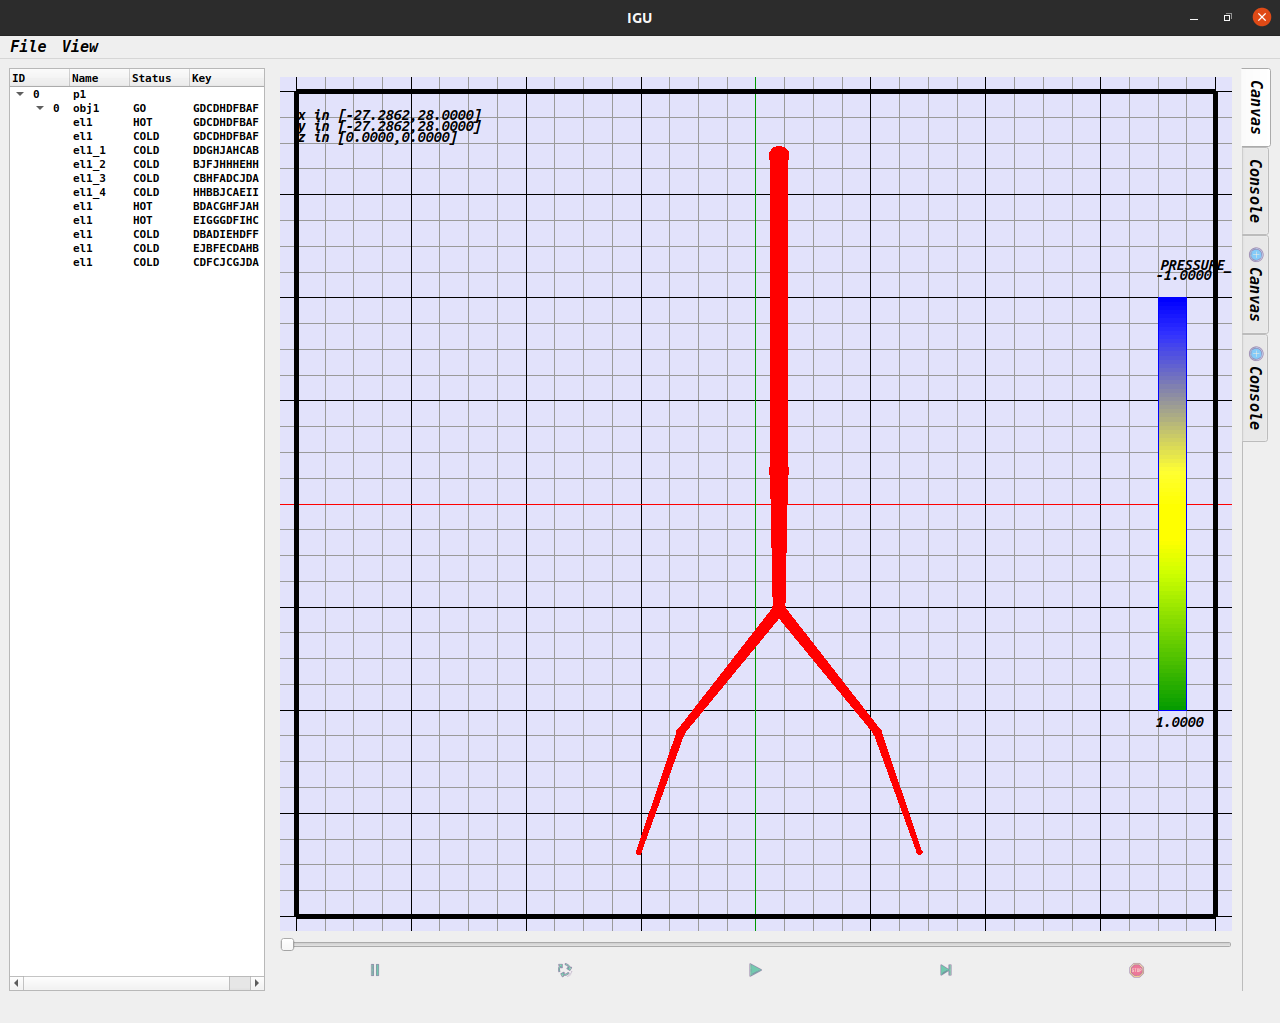 IGU
File View
ID Name Status Key
0 p1
0 obj1 GO GDCDHDFBAF
el1 HOT GDCDHDFBAF
el1 COLD GDCDHDFBAF
el1_1 COLD DDGHJAHCAB
el1_2 COLD BJFJHHHEHH
el1_3 COLD CBHFADCJDA
el1_4 COLD HHBBJCAEII
el1 HOT BDACGHFJAH
el1 HOT EIGGGDFIHC
el1 COLD DBADIEHDFF
el1 COLD EJBFECDAHB
el1 COLD CDFCJCGJDA
x in [-27.2862,28.0000]
y in [-27.2862,28.0000]
z in [0.0000,0.0000]
PRESSURE_
-1.0000
1.0000
Canvas
Console
Canvas
Console
STOP